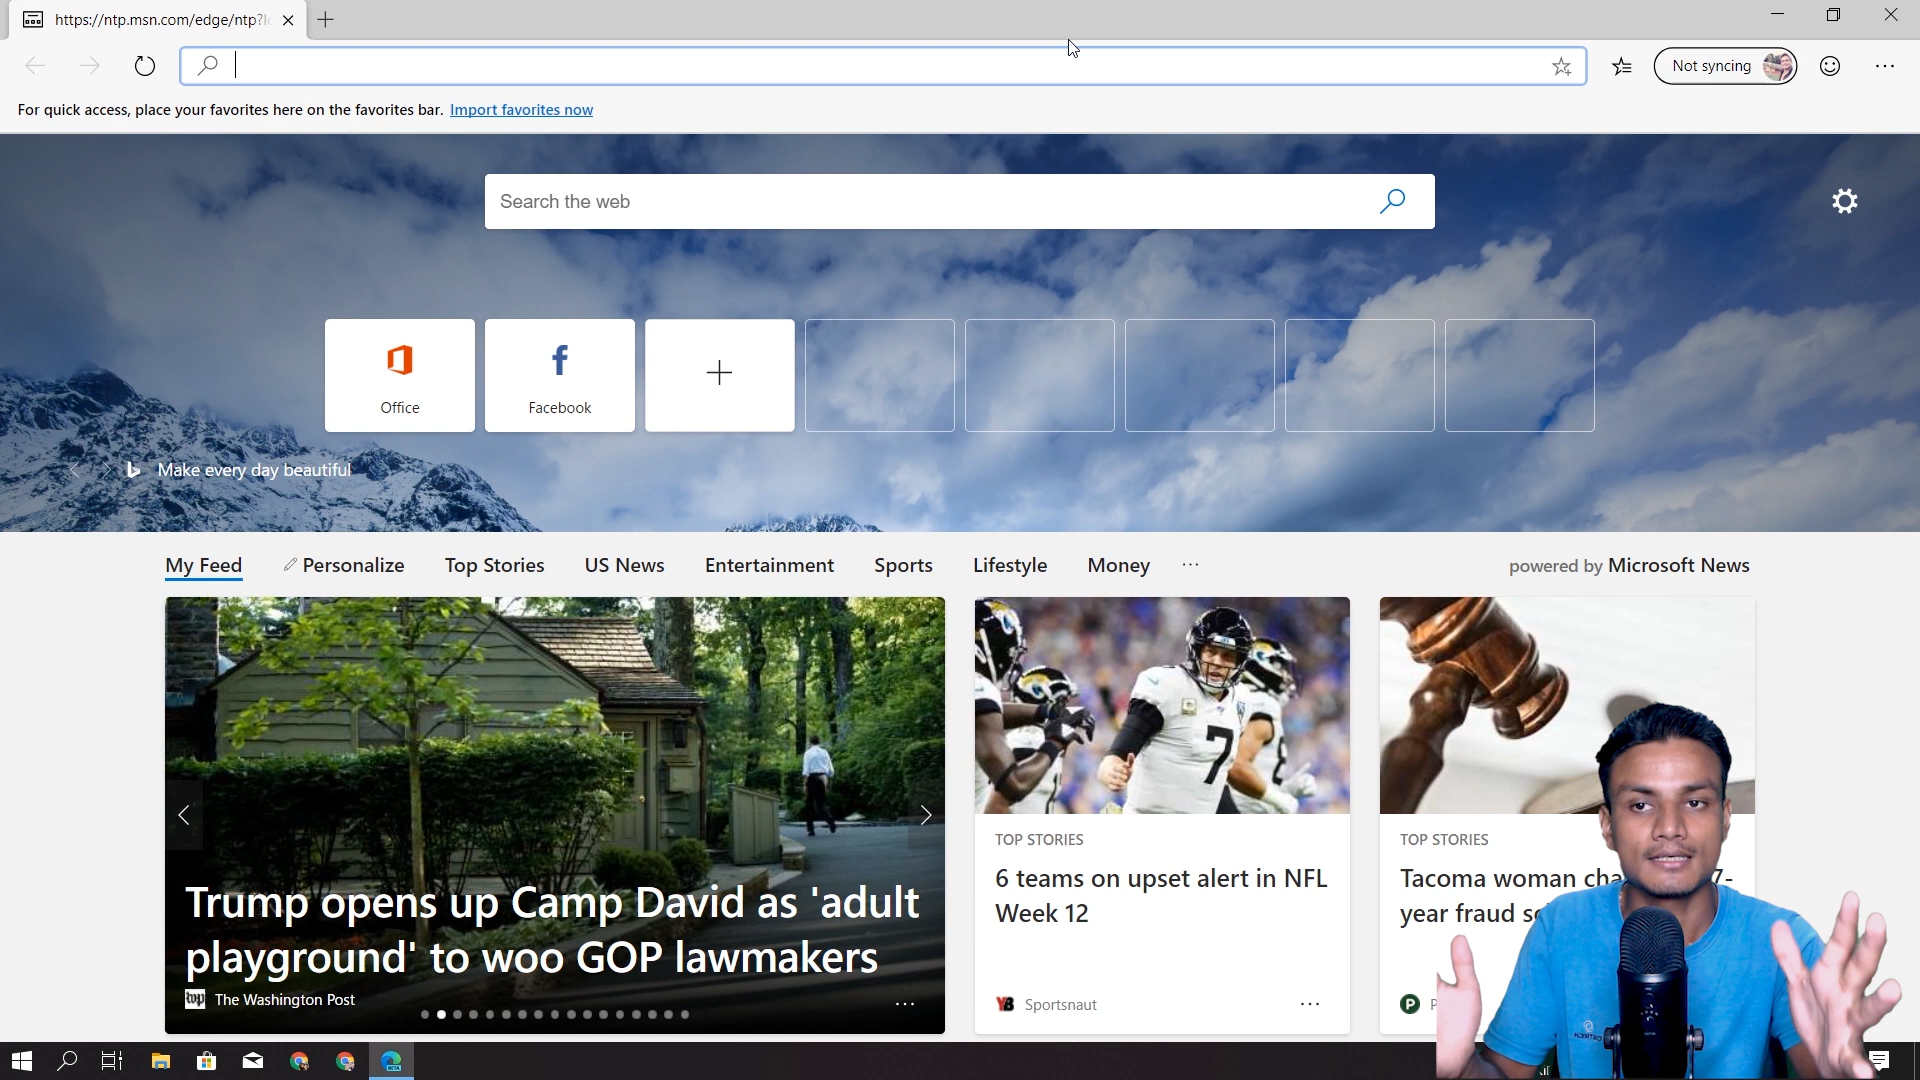 https://ntp.msn.com/edge/ntp?l
Not syncing
For quick access, place your favorites here on the favorites bar. Import favorites now
Search the web
Office
Facebook
Make every day beautiful
My Feed
Personalize
Top Stories
US News
Entertainment
Sports
Lifestyle
Money
powered by Microsoft News
Trump opens up Camp David as 'adult
playground' to woo GOP lawmakers
wp The Washington Post
TOP STORIES
6 teams on upset alert in NFL
Week 12
Sportsnaut
7
TOP STORIES
Tacoma woman cha 7-
year fraud
P